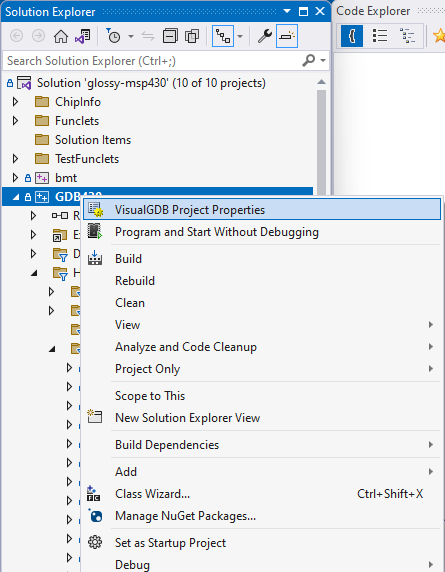 Solution Explorer
Code Explorer
Search Solution Explorer (Ctrl+;)
Solution 'glossy-msp430' (10 of 10 projects)
ChipInfo
Funclets
Solution Items
TestFunclets
bmt
VisualGDB Project Properties
Program and Start Without Debugging
Build
Rebuild
Clean
View
Analyze and Code Cleanup
Project Only
Scope to This
New Solution Explorer View
Build Dependencies
Add
Class Wizard... Ctrl+Shift+X
Manage NuGet Packages...
Set as Startup Project
Debug